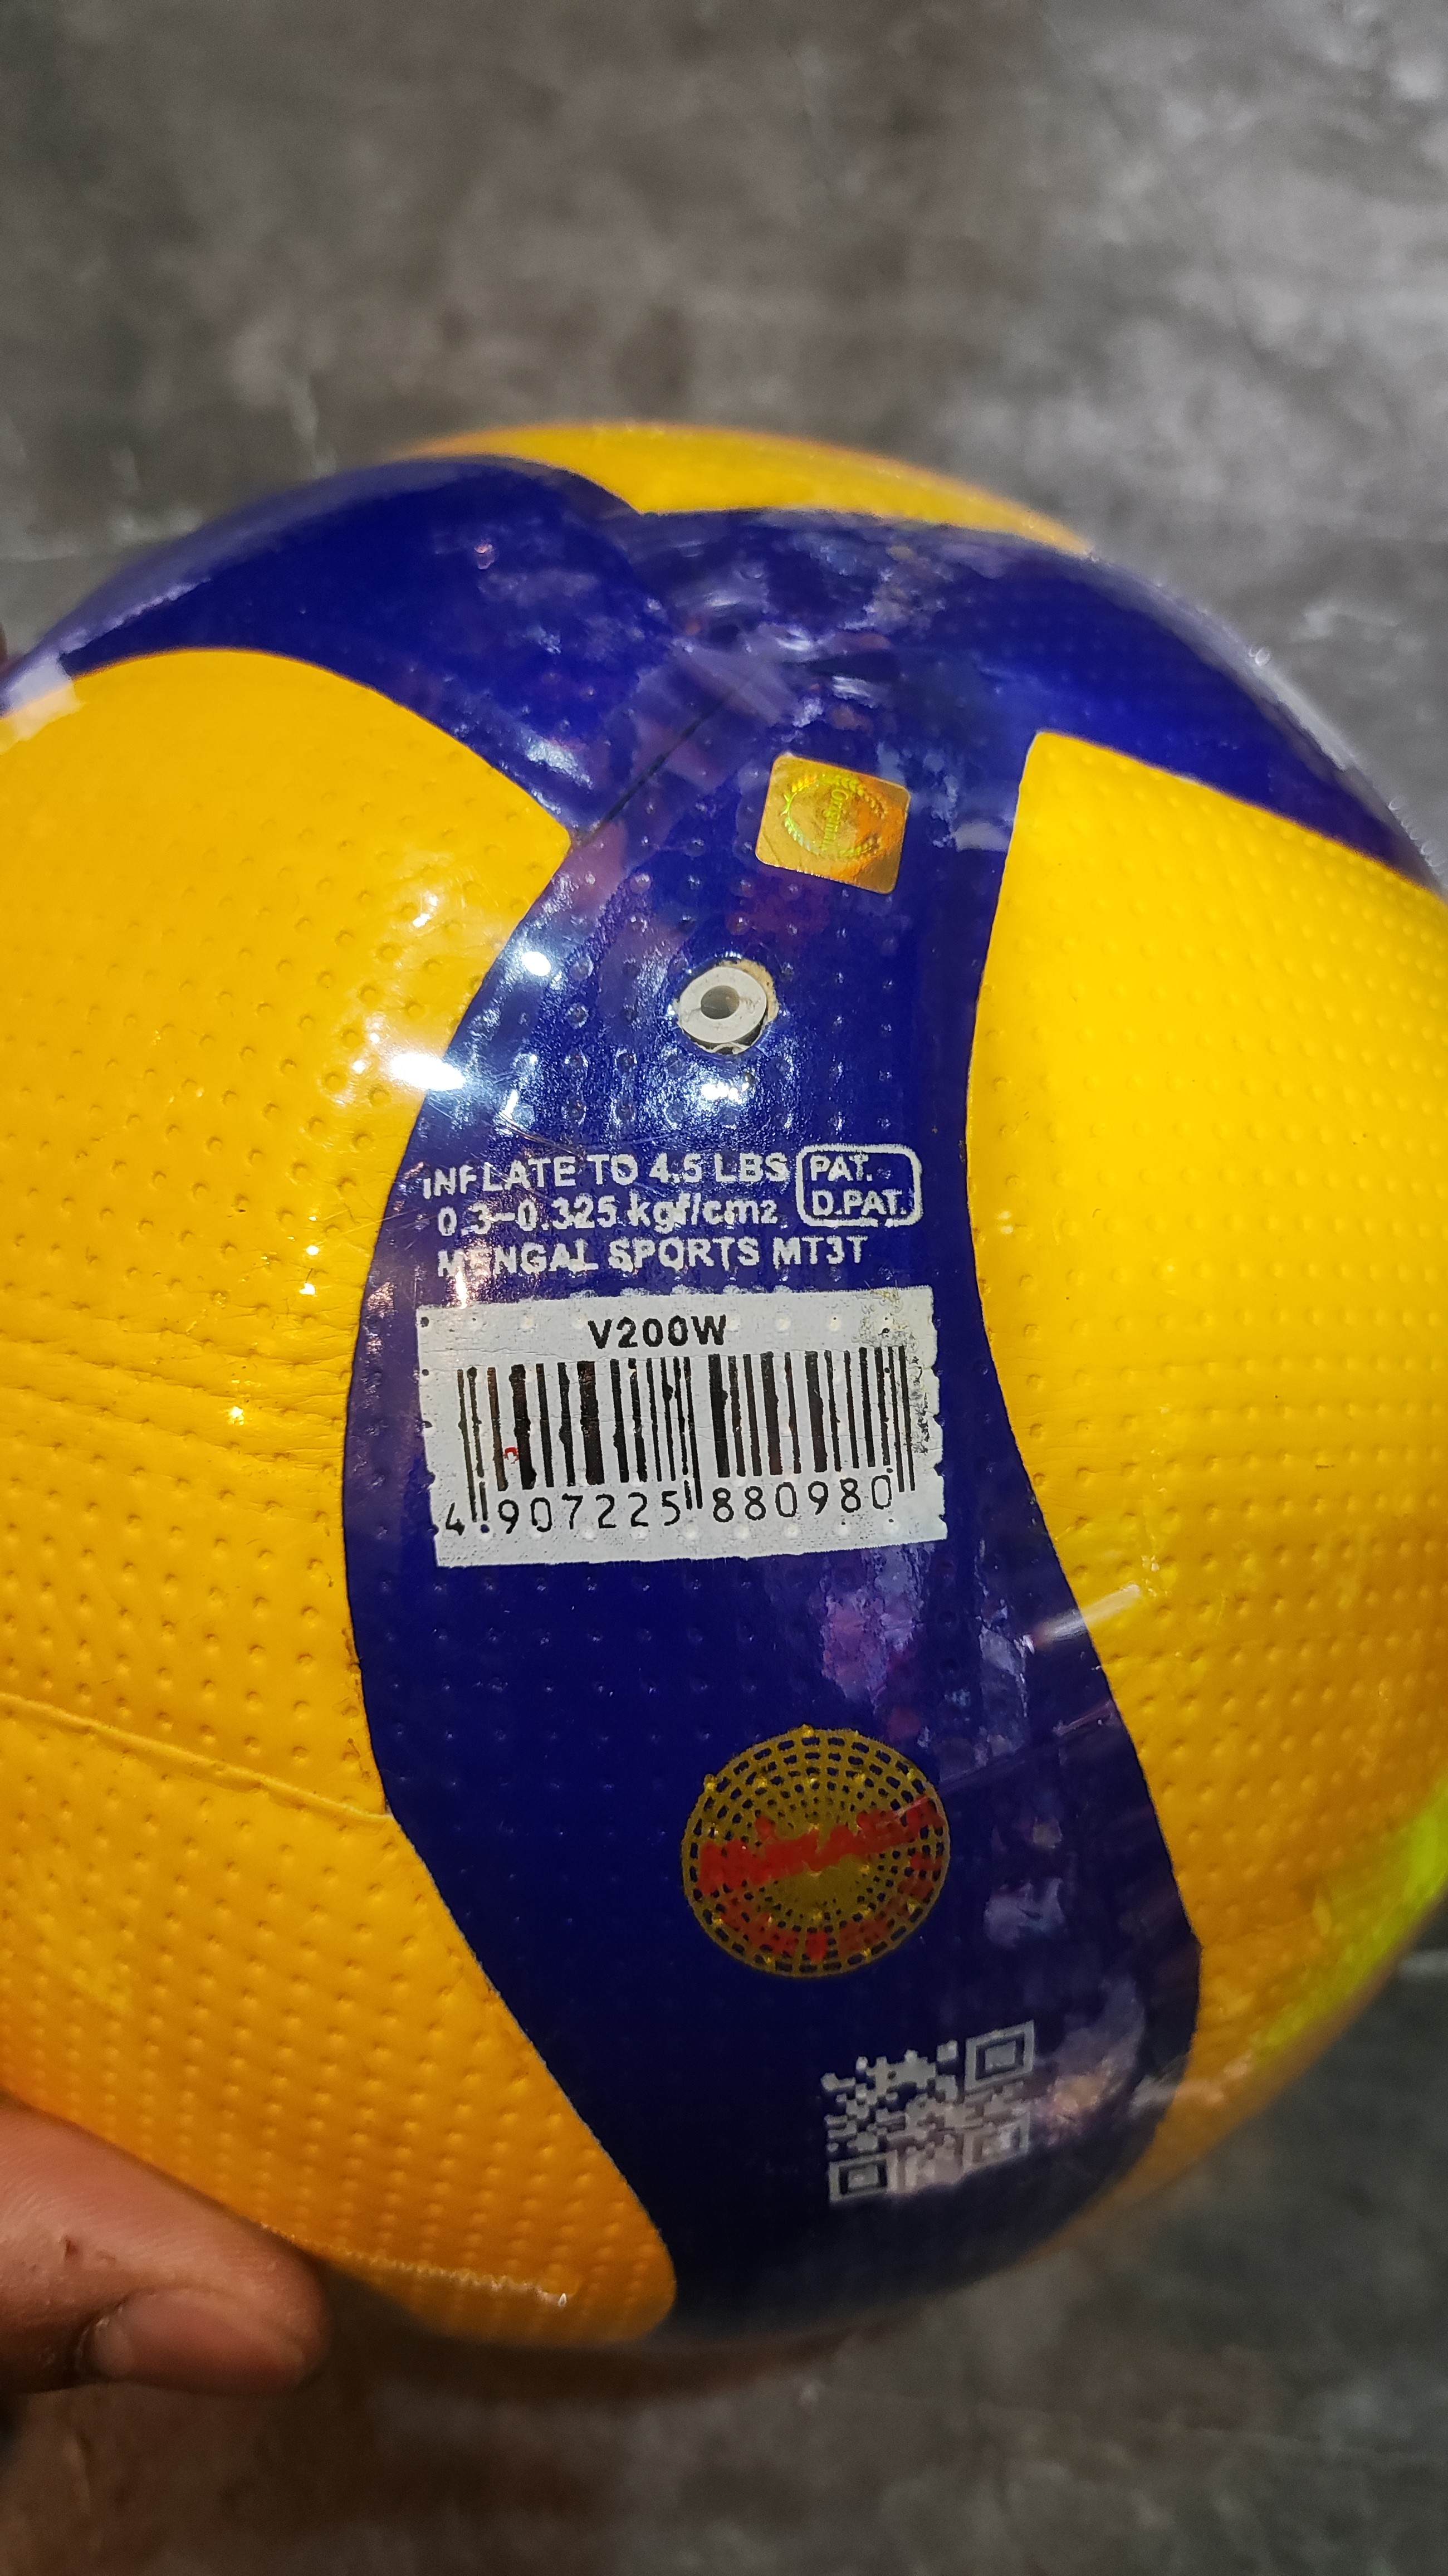 Original
INFLATE TO 4.5 LBS
0.3-0.325 kgf/cm2
PAT.
D.PAT.
MENGAL SPORTS MT3T
V200W
4 907225 880980